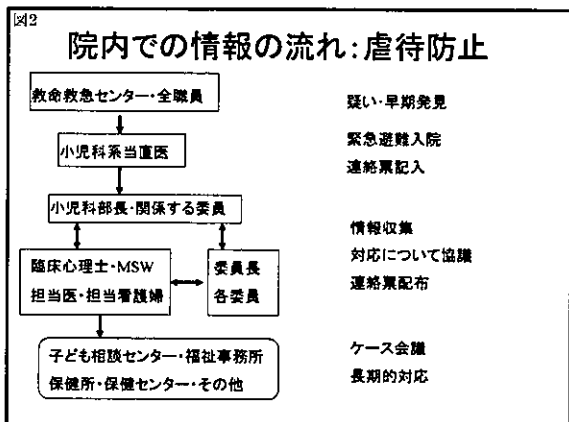 図2
院内での情報の流れ:虐待防止
救命救急センター・全職員
疑い・早期発見
小児科系当直医
緊急避難入院
連絡票記入
小児科部長・関係する委員
情報収集
対応について協議
連絡票配布
臨床心理士・MSW
担当医・担当看護婦
委員長
各委員
子ども相談センター・福祉事務所
保健所・保健センター・その他
ケース会議
長期的対応